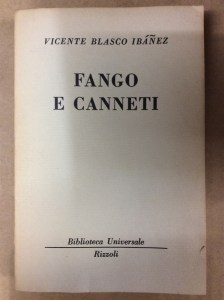 VICENTE BLASCO IBÁÑEZ
FANGO
E CANNETI
Biblioteca Universale
Rizzoli